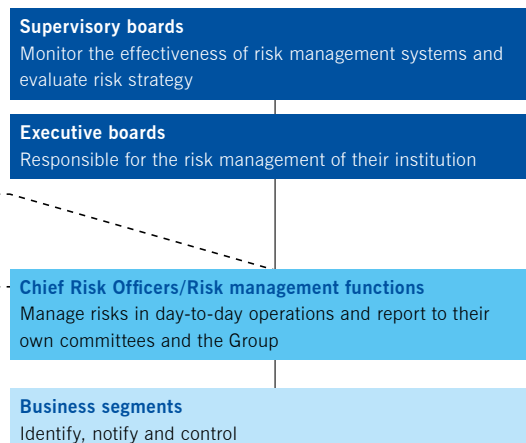 Supervisory boards
Monitor the effectiveness of risk management systems and
evaluate risk strategy
Executive boards
Responsible for the risk management of their institution
Chief Risk Officers/Risk management functions
Manage risks in day-to-day operations and report to their
own committees and the Group
Business segments
Identify, notify and control